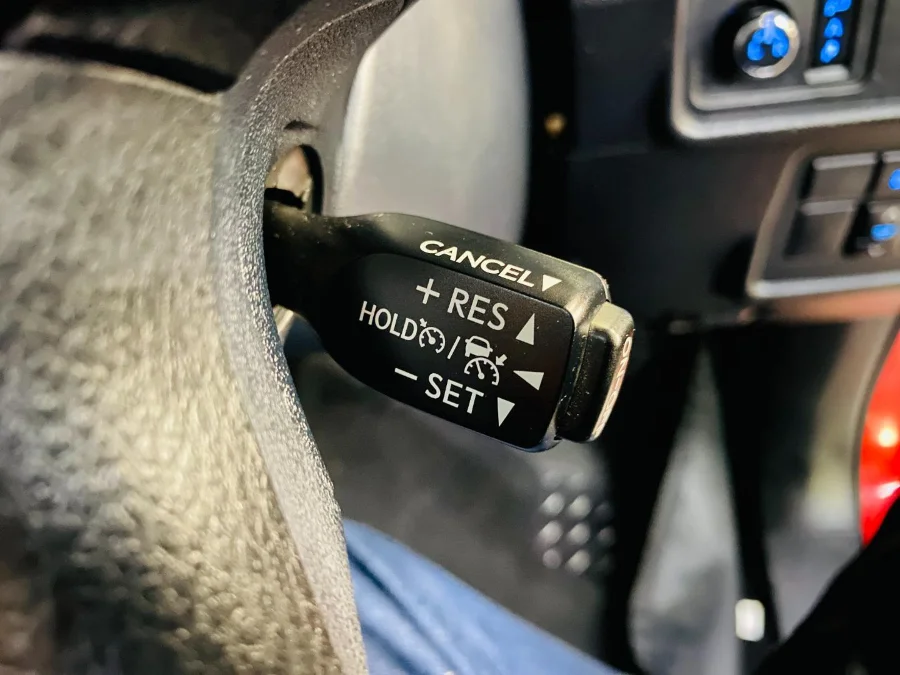 CANCEL▼
+ RES ▲
HOLD / ◀
− SET ▼